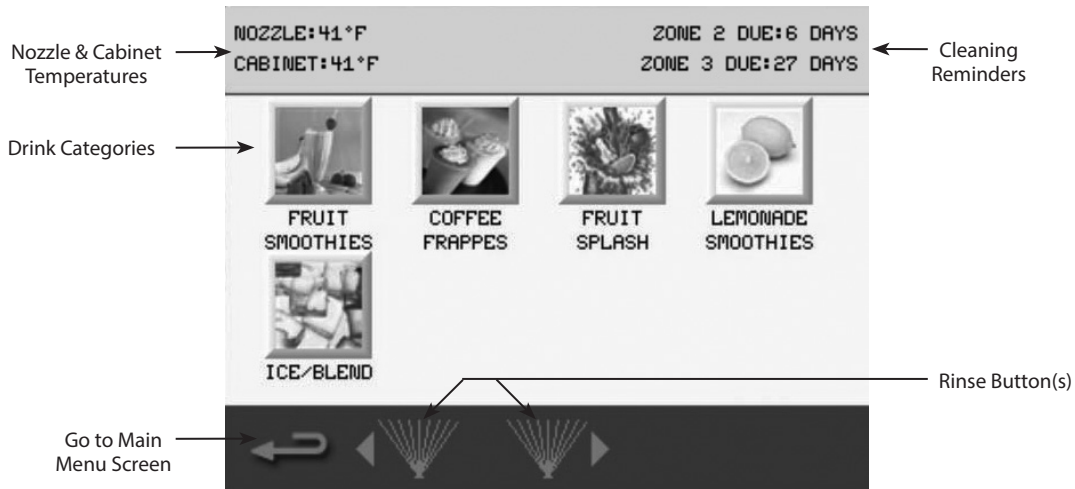 NOZZLE:41°F
CABINET:41°F
ZONE 2 DUE:6 DAYS
ZONE 3 DUE:27 DAYS
Nozzle & Cabinet
Temperatures
Cleaning
Reminders
Drink Categories
FRUIT
SMOOTHIES
COFFEE
FRAPPES
FRUIT
SPLASH
LEMONADE
SMOOTHIES
ICE/BLEND
Rinse Button(s)
Go to Main
Menu Screen